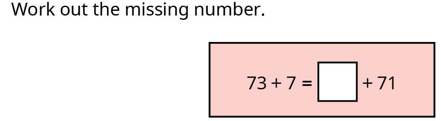 Work out the missing number.
73 + 7 = + 71